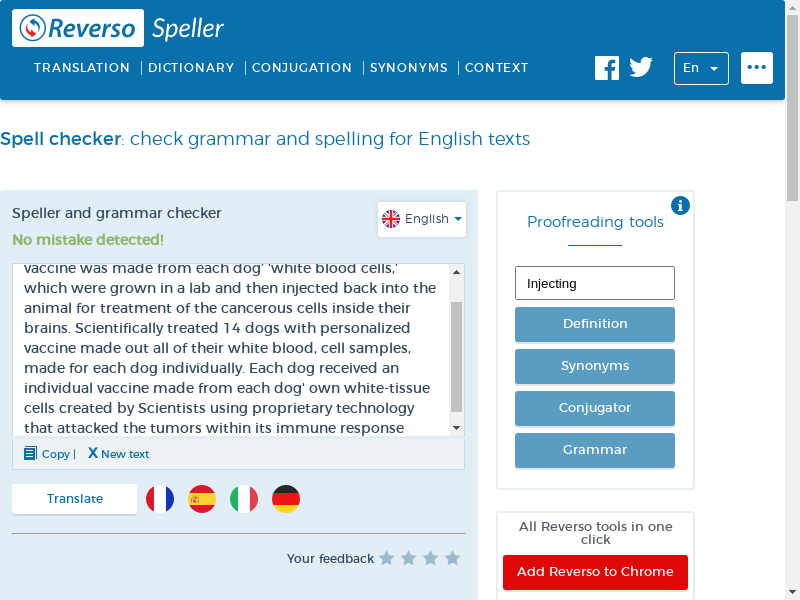 Reverso Speller
TRANSLATION
DICTIONARY
CONJUGATION
SYNONYMS
CONTEXT
En
Spell checker: check grammar and spelling for English texts
Speller and grammar checker
English
No mistake detected!
vaccine was made from each dog' 'white blood cells,'
which were grown in a lab and then injected back into the
animal for treatment of the cancerous cells inside their
brains. Scientifically treated 14 dogs with personalized
vaccine made out all of their white blood, cell samples,
made for each dog individually. Each dog received an
individual vaccine made from each dog' own white-tissue
cells created by Scientists using proprietary technology
that attacked the tumors within its immune response
Copy |
X New text
Translate
Your feedback
Proofreading tools
Injecting
Definition
Synonyms
Conjugator
Grammar
All Reverso tools in one
click
Add Reverso to Chrome